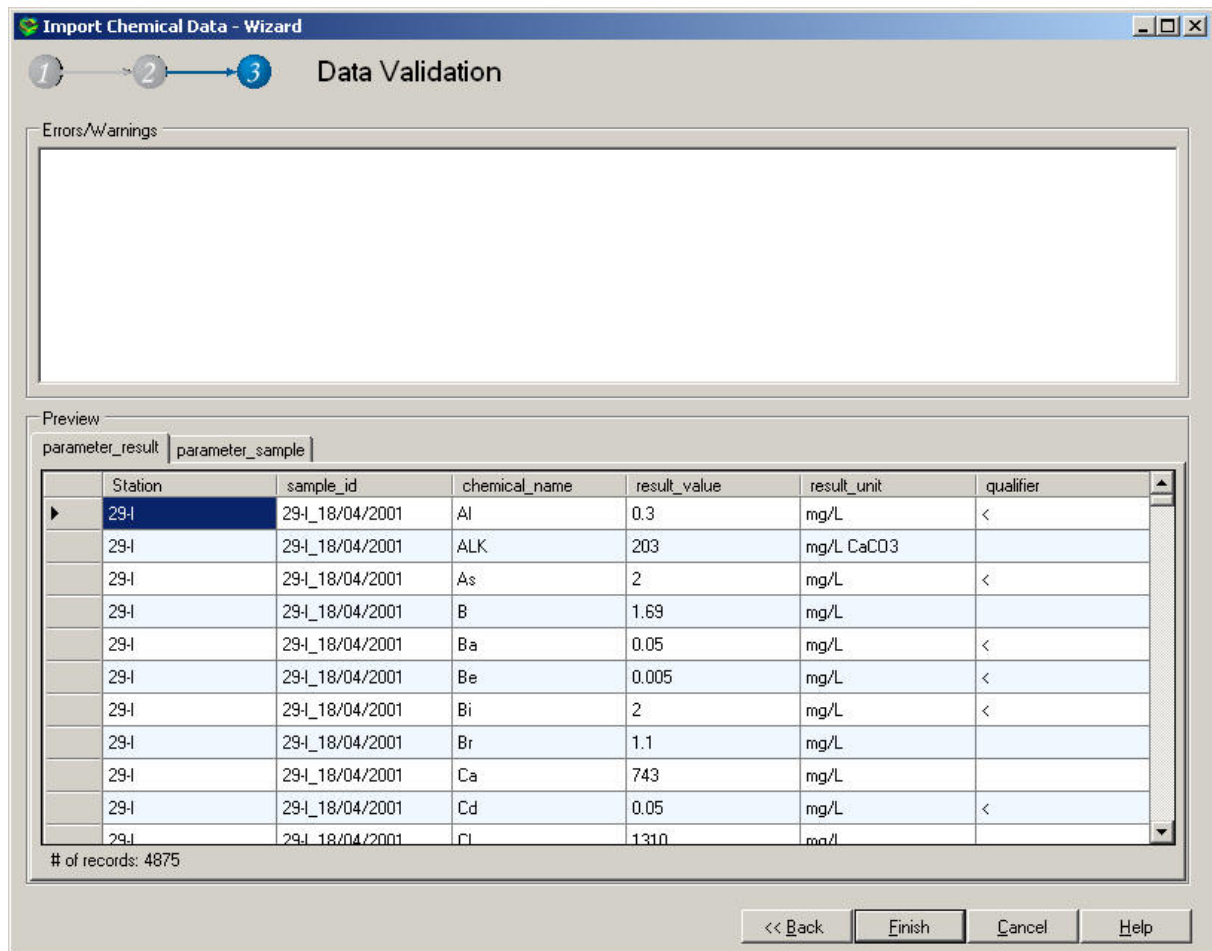 Import Chemical Data - Wizard
1 2 3 Data Validation
Errors/Warnings
Preview
parameter_result parameter_sample
Station sample_id chemical_name result_value result_unit qualifier
29-I 29-I_18/04/2001 Al 0.3 mg/L <
29-I 29-I_18/04/2001 ALK 203 mg/L CaCO3
29-I 29-I_18/04/2001 As 2 mg/L <
29-I 29-I_18/04/2001 B 1.69 mg/L
29-I 29-I_18/04/2001 Ba 0.05 mg/L <
29-I 29-I_18/04/2001 Be 0.005 mg/L <
29-I 29-I_18/04/2001 Bi 2 mg/L <
29-I 29-I_18/04/2001 Br 1.1 mg/L
29-I 29-I_18/04/2001 Ca 743 mg/L
29-I 29-I_18/04/2001 Cd 0.05 mg/L <
29-I 29-I_18/04/2001 Cl 1310 mg/L
# of records: 4875
<< Back Finish Cancel Help